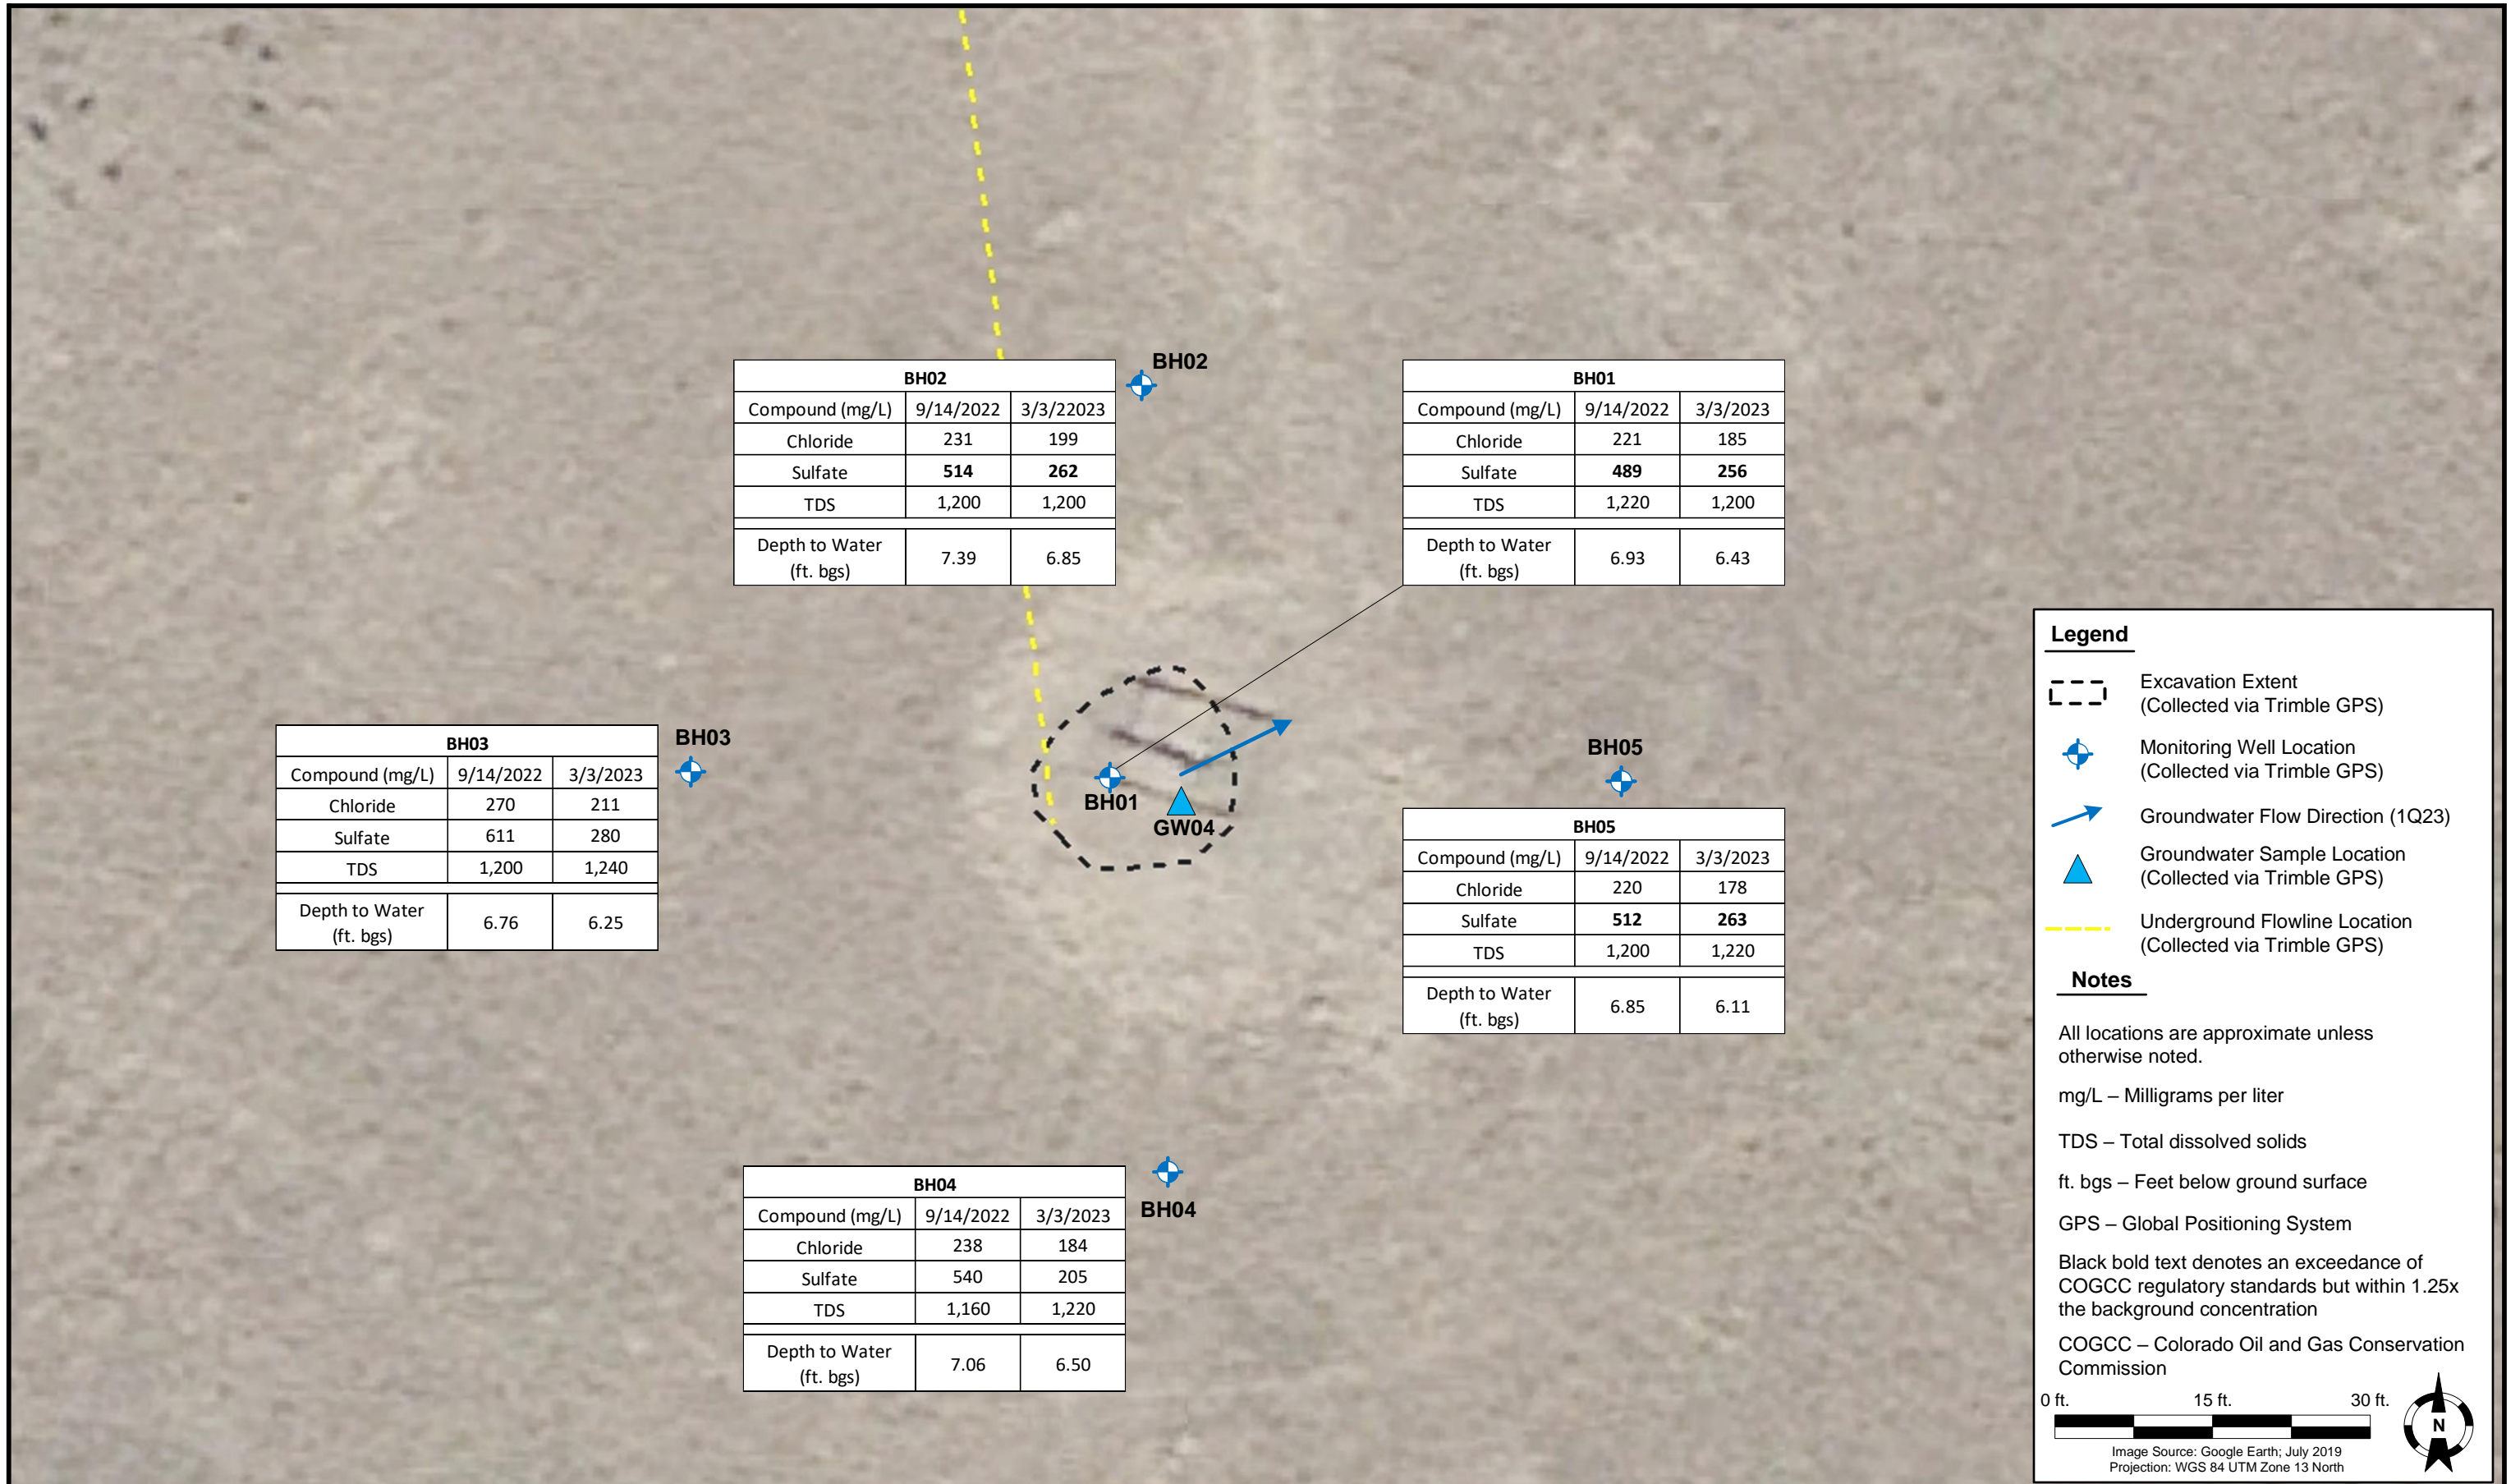 BH02
BH02
Compound (mg/L) 9/14/2022 3/3/22023
Chloride 231 199
Sulfate 514 262
TDS 1,200 1,200
Depth to Water
(ft. bgs) 7.39 6.85
BH01
Compound (mg/L) 9/14/2022 3/3/2023
Chloride 221 185
Sulfate 489 256
TDS 1,220 1,200
Depth to Water
(ft. bgs) 6.93 6.43
BH03
BH03
Compound (mg/L) 9/14/2022 3/3/2023
Chloride 270 211
Sulfate 611 280
TDS 1,200 1,240
Depth to Water
(ft. bgs) 6.76 6.25
BH01
GW04
BH05
BH05
Compound (mg/L) 9/14/2022 3/3/2023
Chloride 220 178
Sulfate 512 263
TDS 1,200 1,220
Depth to Water
(ft. bgs) 6.85 6.11
BH04
BH04
Compound (mg/L) 9/14/2022 3/3/2023
Chloride 238 184
Sulfate 540 205
TDS 1,160 1,220
Depth to Water
(ft. bgs) 7.06 6.50
Legend
Excavation Extent
(Collected via Trimble GPS)
Monitoring Well Location
(Collected via Trimble GPS)
Groundwater Flow Direction (1Q23)
Groundwater Sample Location
(Collected via Trimble GPS)
Underground Flowline Location
(Collected via Trimble GPS)
Notes
All locations are approximate unless
otherwise noted.
mg/L – Milligrams per liter
TDS – Total dissolved solids
ft. bgs – Feet below ground surface
GPS – Global Positioning System
Black bold text denotes an exceedance of
COGCC regulatory standards but within 1.25x
the background concentration
COGCC – Colorado Oil and Gas Conservation
Commission
0 ft. 15 ft. 30 ft.
N
Image Source: Google Earth; July 2019
Projection: WGS 84 UTM Zone 13 North